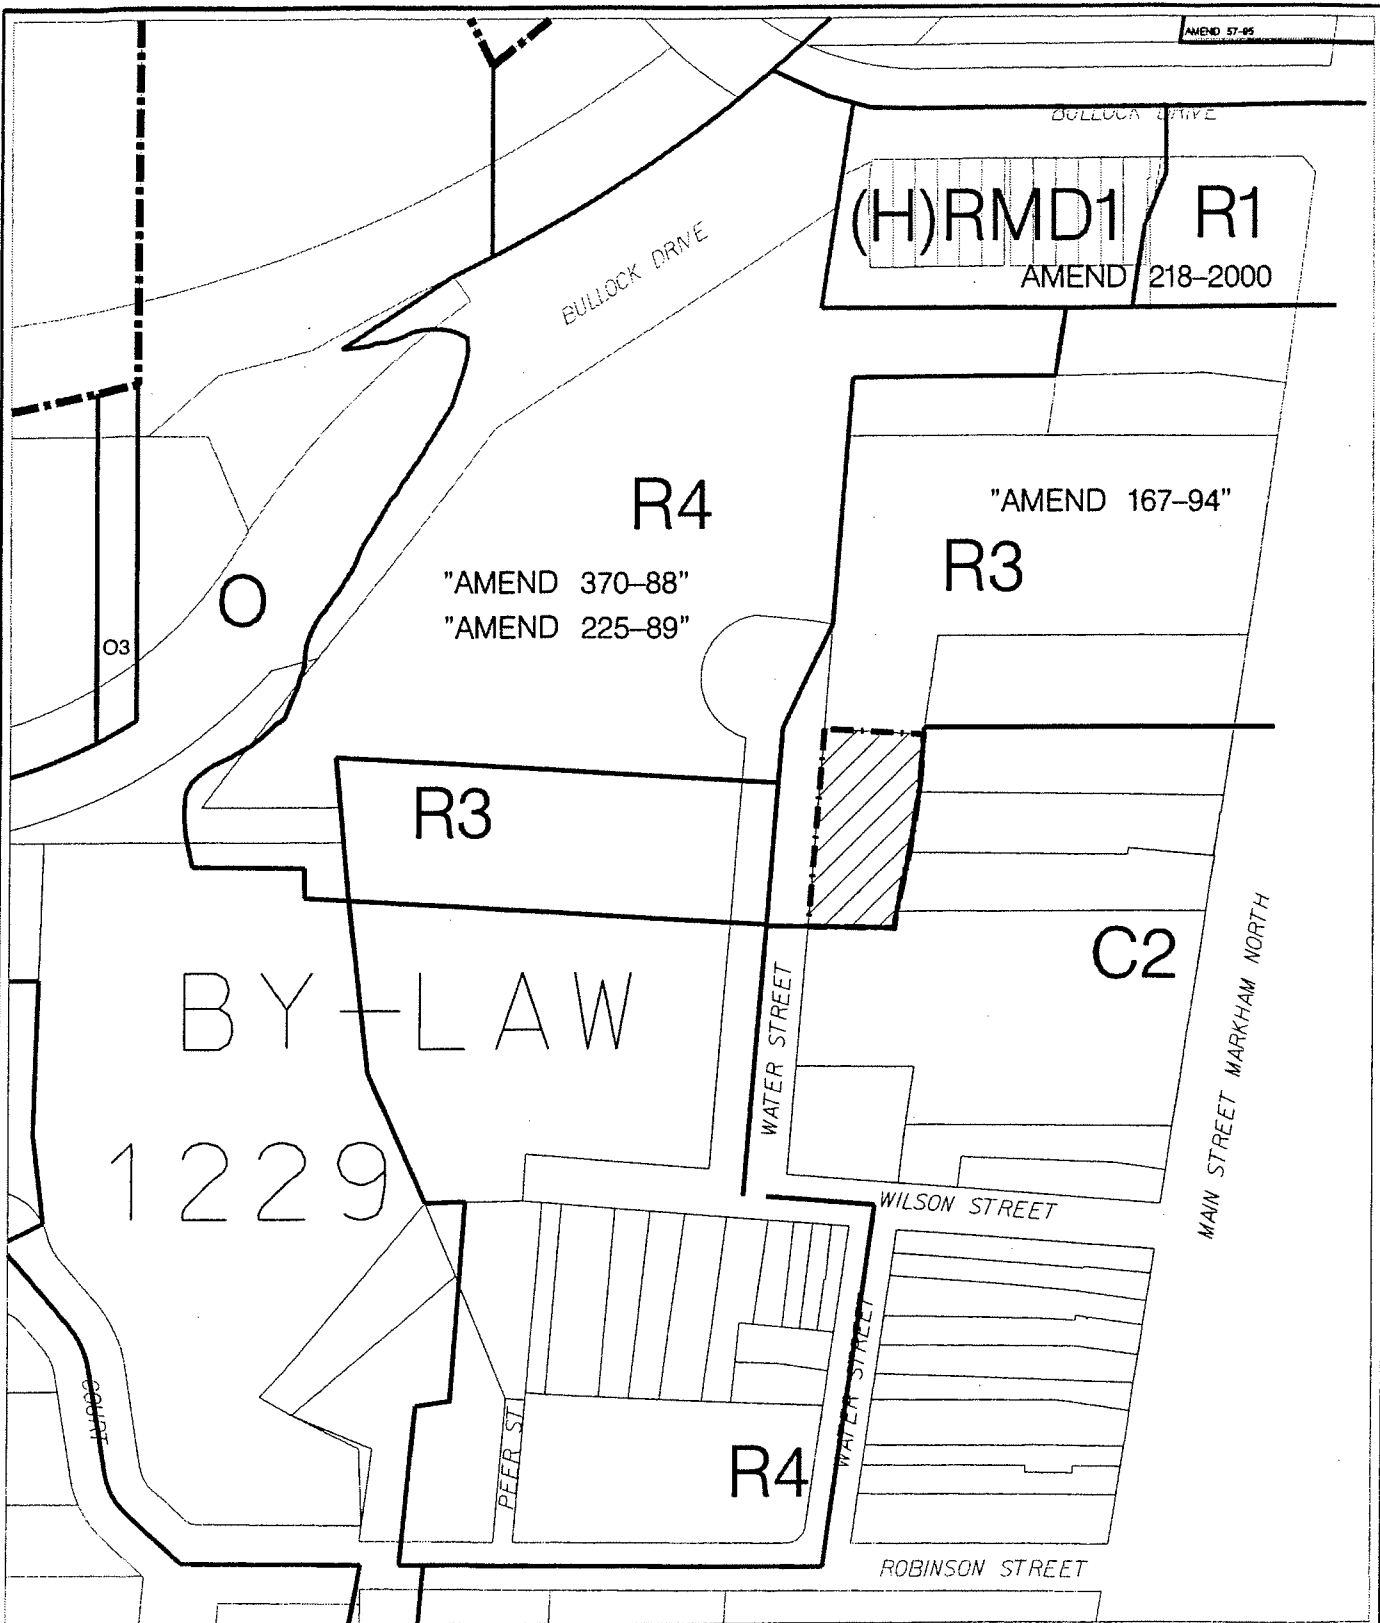 AMEND 57-95
BULLOCK DRIVE
(H)RMD1 R1
AMEND 218-2000
BULLOCK DRIVE
R4
"AMEND 370-88"
"AMEND 225-89"
"AMEND 167-94"
R3
O
O3
R3
C2
BY-LAW
1229
WATER STREET
MAIN STREET MARKHAM NORTH
WILSON STREET
WATER STREET
COURT
PEER ST
R4
ROBINSON STREET